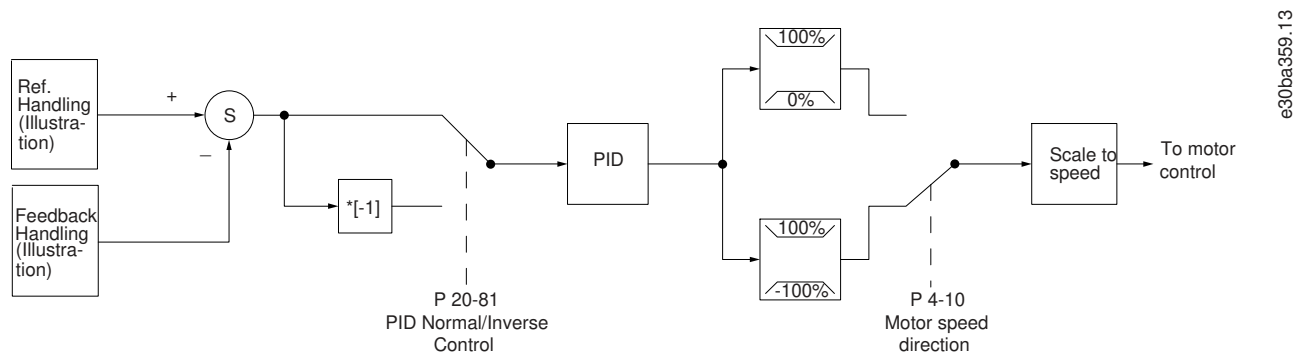 Ref.
Handling
(Illustra-
tion)
+
S
−
Feedback
Handling
(Illustra-
tion)
*[-1]
P 20-81
PID Normal/Inverse
Control
PID
100%
0%
100%
-100%
P 4-10
Motor speed
direction
Scale to
speed
To motor
control
e30ba359.13